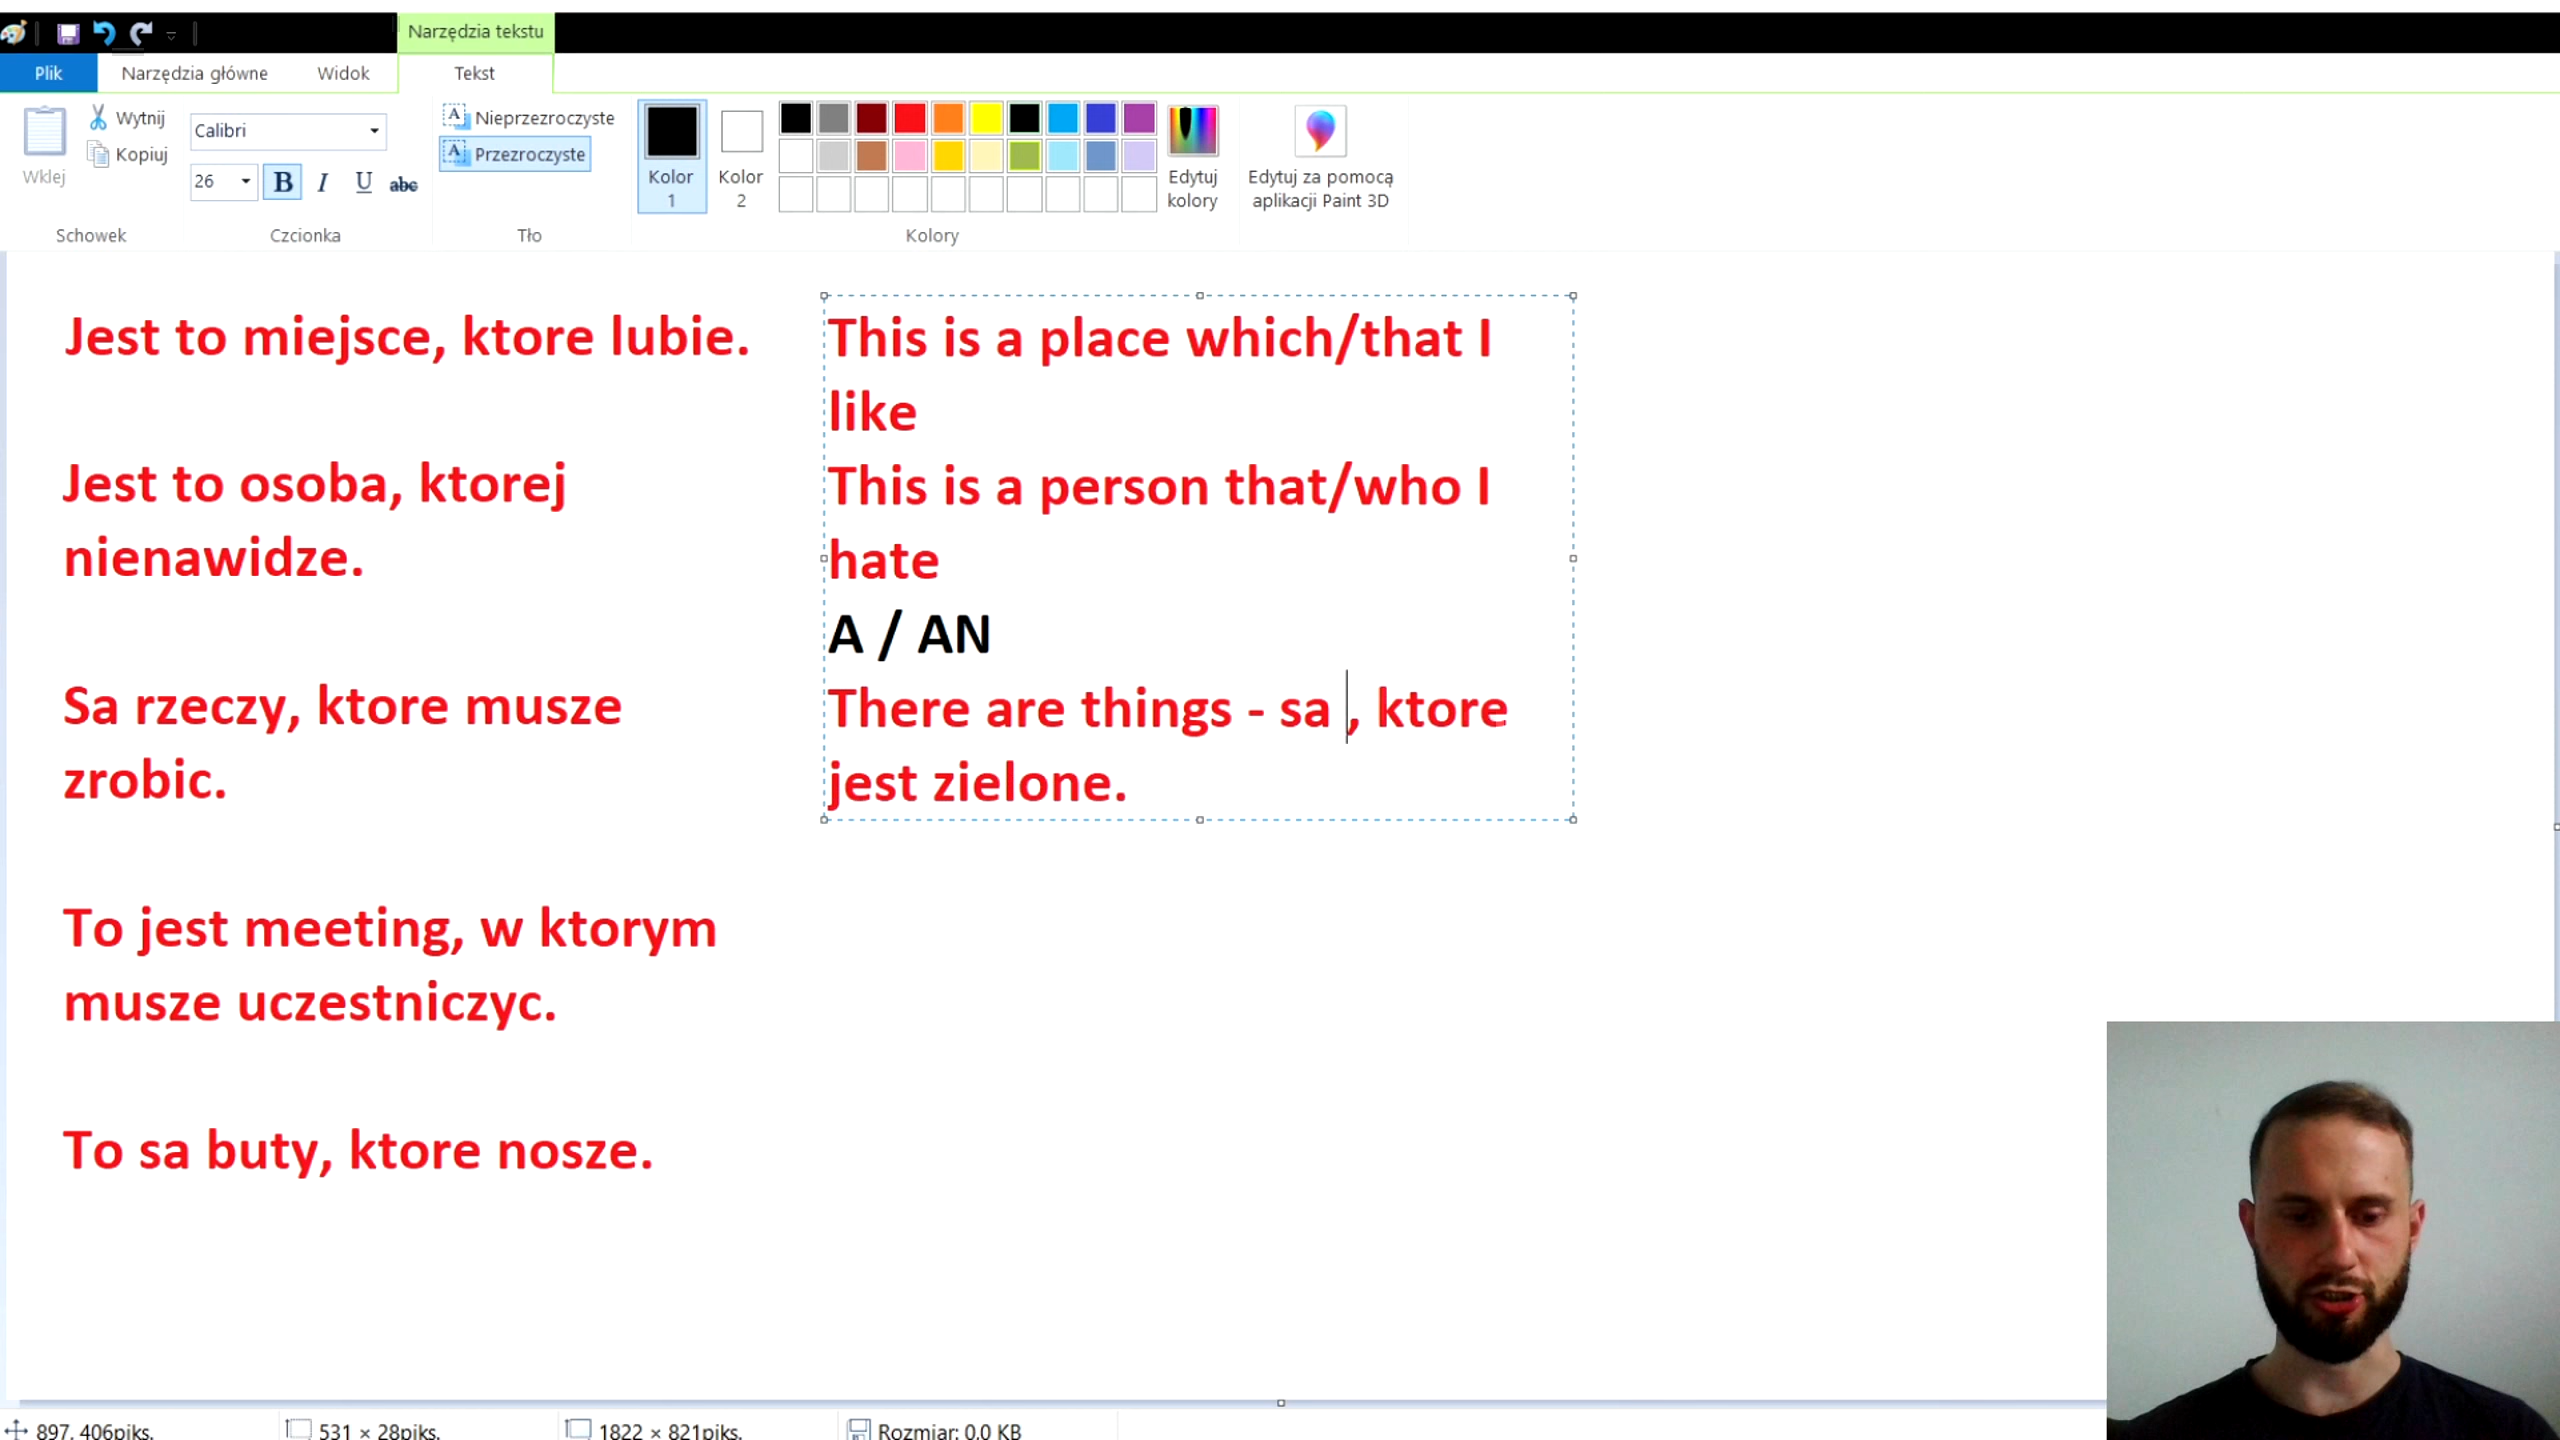 Narzędzia tekstu
Plik Narzędzia główne Widok Tekst
Wklej
Wytnij
Kopiuj
Schowek
Calibri
26 B I U abc
Czcionka
Nieprzezroczyste
Przezroczyste
Tło
Kolor 1
Kolor 2
Edytuj kolory
Kolory
Edytuj za pomocą
aplikacji Paint 3D
Jest to miejsce, ktore lubie.
Jest to osoba, ktorej
nienawidze.
Sa rzeczy, ktore musze
zrobic.
To jest meeting, w ktorym
musze uczestniczyc.
To sa buty, ktore nosze.
This is a place which/that I
like
This is a person that/who I
hate
A / AN
There are things - sa , ktore
jest zielone.
897, 406piks. 531 × 28piks. 1822 × 821piks. Rozmiar: 0,0 KB